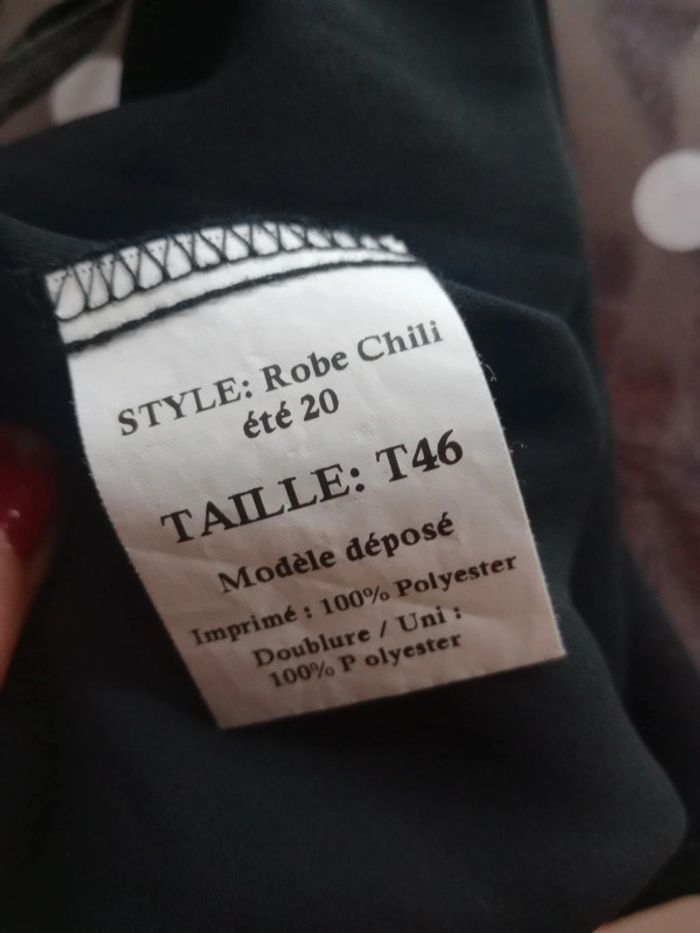 STYLE: Robe Chili
été 20
TAILLE: T46
Modèle déposé
Imprimé : 100% Polyester
Doublure / Uni :
100% P olyester